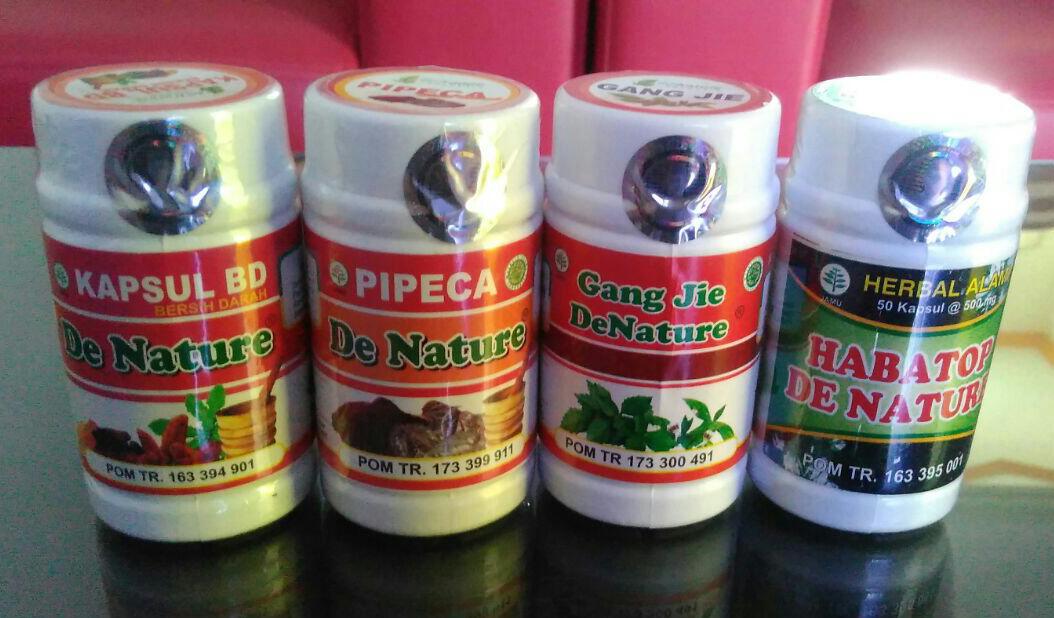 PIPECA
GANG JIE
KAPSUL BD
BERSIH DARAH
De Nature
POM TR. 163 394 901
PIPECA
De Nature®
POM TR. 173 399 911
Gang Jie
DeNature®
POM TR 173 300 491
JAMU
HERBAL ALAMI
50 Kapsul @ 500 mg
HABATOP
DE NATURE
POM TR. 163 395 001